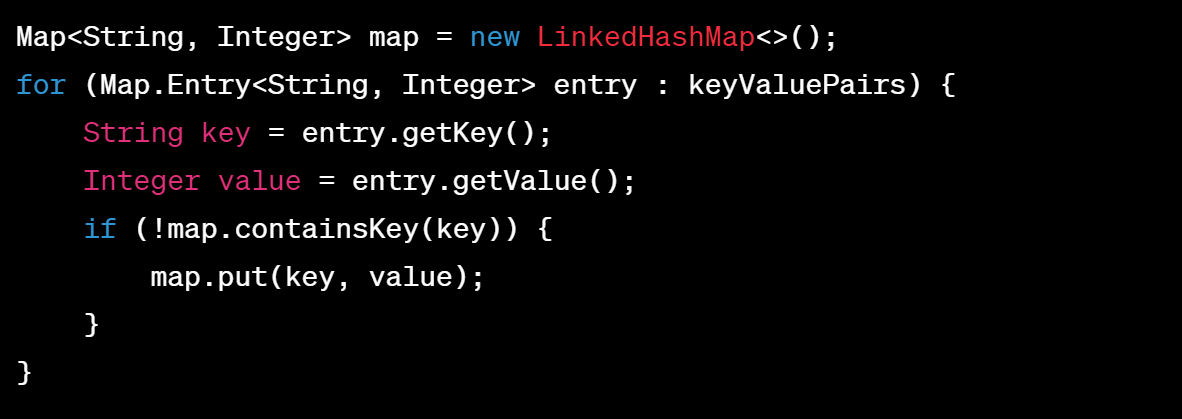 Map<String, Integer> map = new LinkedHashMap<>();
for (Map.Entry<String, Integer> entry : keyValuePairs) {
    String key = entry.getKey();
    Integer value = entry.getValue();
    if (!map.containsKey(key)) {
        map.put(key, value);
    }
}